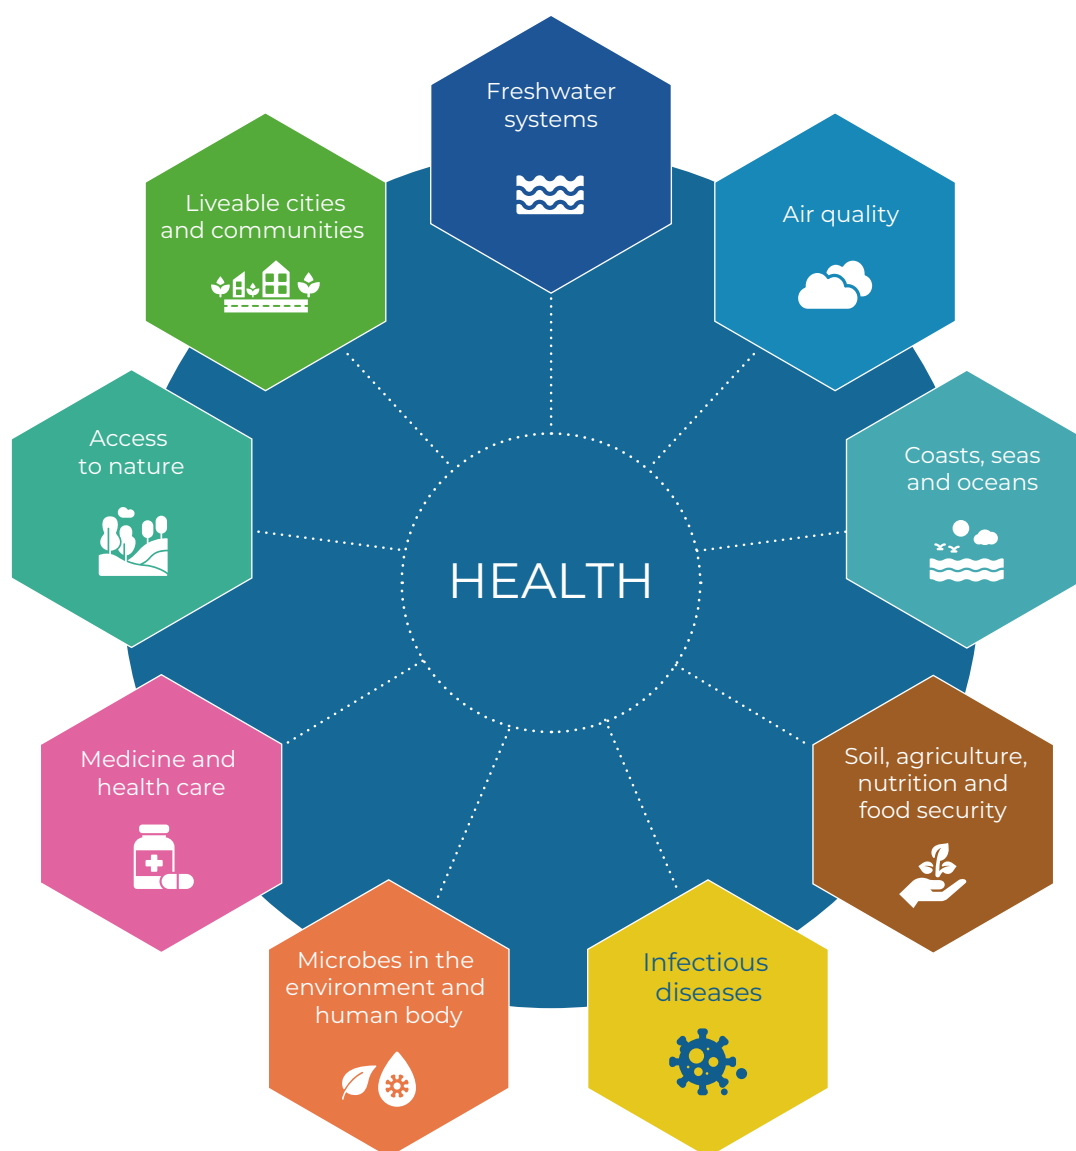 Freshwater
systems
Air quality
Coasts, seas
and oceans
Soil, agriculture,
nutrition and
food security
Infectious
diseases
Microbes in the
environment and
human body
Medicine and
health care
Access
to nature
Liveable cities
and communities
HEALTH